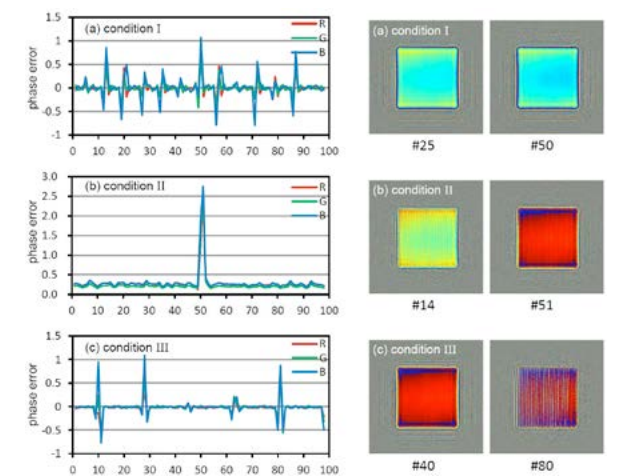 (a) condition I
R
G
B
phase error
1.5
1
0.5
0
-0.5
-1
0 10 20 30 40 50 60 70 80 90 100
(a) condition I
#25 #50
(b) condition II
R
G
B
phase error
3.0
2.5
2.0
1.5
1.0
0.5
0.0
0 10 20 30 40 50 60 70 80 90 100
(b) condition II
#14 #51
(c) condition III
R
G
B
phase error
1.5
1
0.5
0
-0.5
-1
0 10 20 30 40 50 60 70 80 90 100
(c) condition III
#40 #80